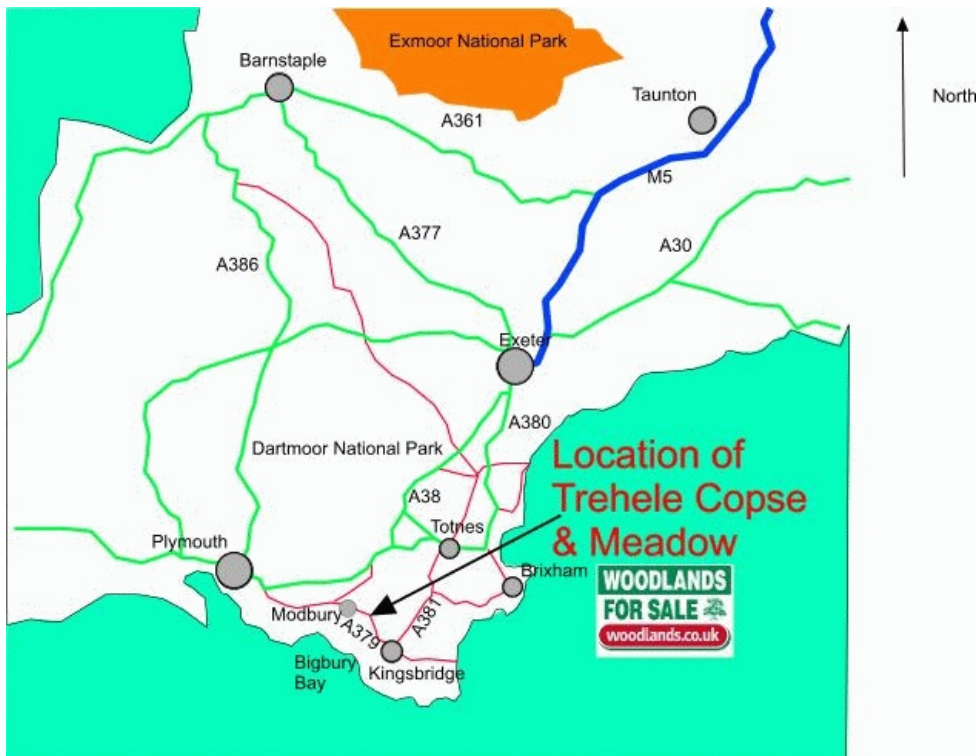 Exmoor National Park
Barnstaple
Taunton
North
A361
M5
A377
A30
A386
Exeter
A380
Dartmoor National Park
Location of
Trehele Copse
& Meadow
A38
Totnes
Plymouth
Brixham
WOODLANDS
FOR SALE
woodlands.co.uk
Modbury
A379
A381
Bigbury
Bay
Kingsbridge